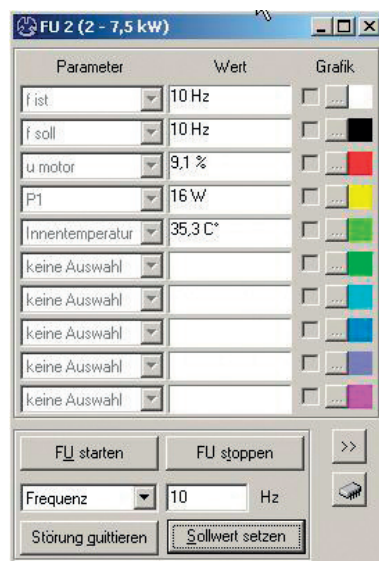 FU 2 (2 - 7,5 kW)
Parameter Wert Grafik
f ist 10 Hz ...
f soll 10 Hz ...
u motor 9,1 % ...
P1 16 W ...
Innentemperatur 35,3 C° ...
keine Auswahl ...
keine Auswahl ...
keine Auswahl ...
keine Auswahl ...
keine Auswahl ...
FU starten FU stoppen >>
Frequenz 10 Hz
Störung guittieren Sollwert setzen